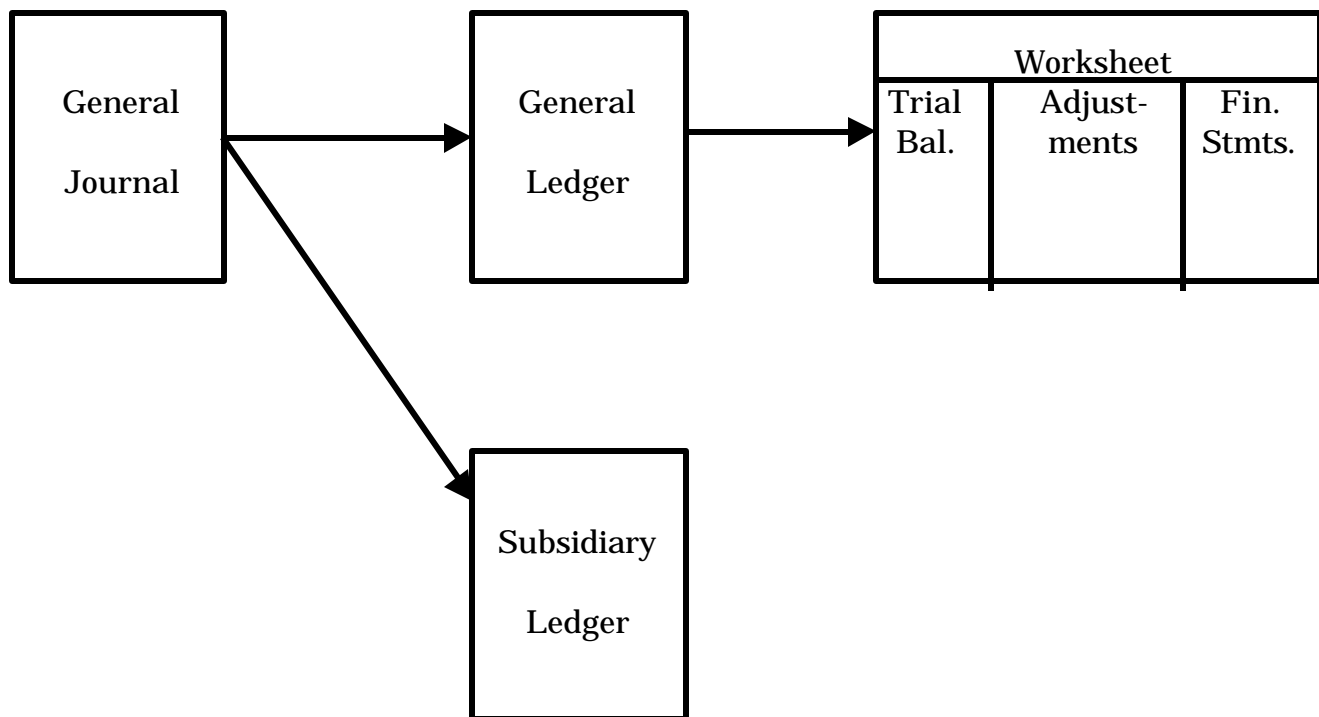 General
Journal
General
Ledger
Worksheet
Trial
Bal.
Adjust-
ments
Fin.
Stmts.
Subsidiary
Ledger